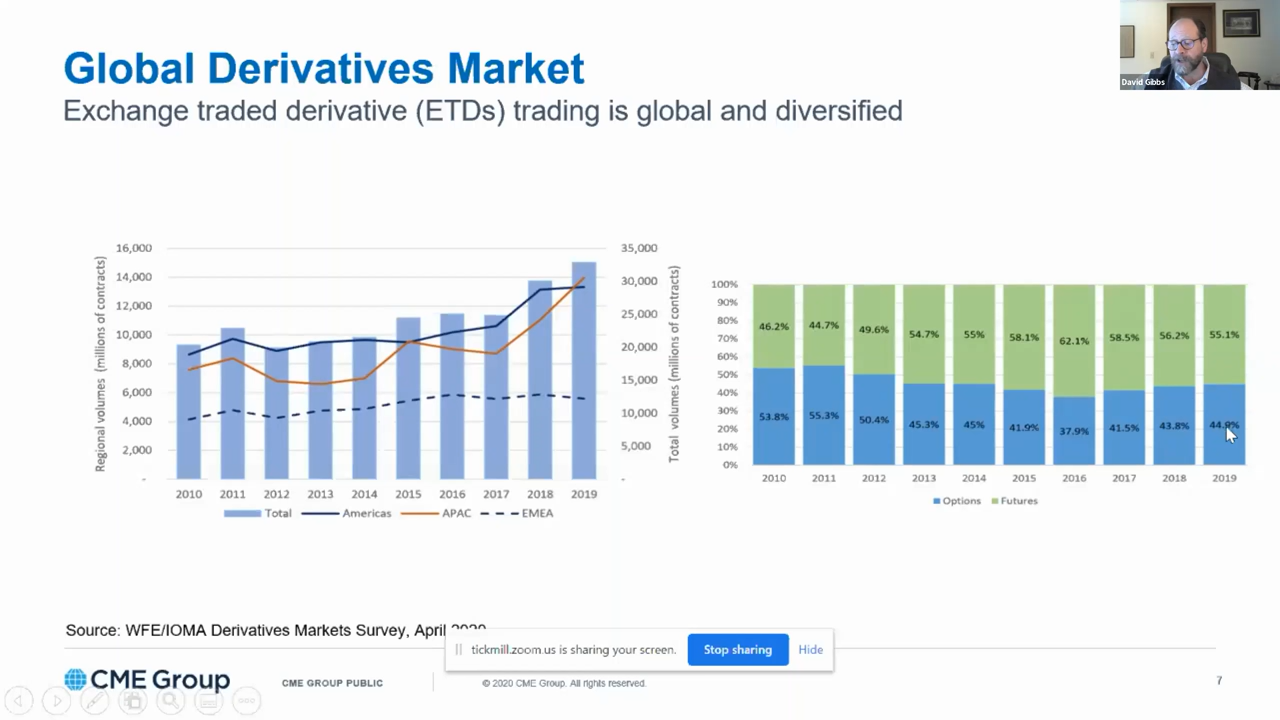 Global Derivatives Market
Exchange traded derivative (ETDs) trading is global and diversified
David Gibbs
Regional volumes (millions of contracts)
16,000
14,000
12,000
10,000
8,000
6,000
4,000
2,000
-
35,000
30,000
25,000
20,000
15,000
10,000
5,000
-
Total volumes (millions of contracts)
2010 2011 2012 2013 2014 2015 2016 2017 2018 2019
Total Americas APAC EMEA
100%
90%
80%
70%
60%
50%
40%
30%
20%
10%
0%
46.2% 44.7% 49.6% 54.7% 55% 58.1% 62.1% 58.5% 56.2% 55.1%
53.8% 55.3% 50.4% 45.3% 45% 41.9% 37.9% 41.5% 43.8%
2010 2011 2012 2013 2014 2015 2016 2017 2018 2019
Options Futures
Source: WFE/IOMA Derivatives Markets Survey, April 2020
tickmill.zoom.us is sharing your screen. Stop sharing Hide
CME Group CME GROUP PUBLIC © 2020 CME Group. All rights reserved. 7